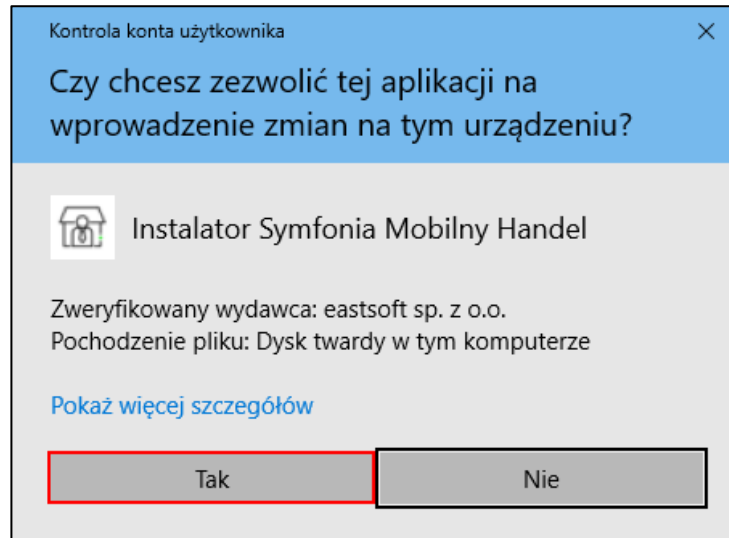 Kontrola konta użytkownika
Czy chcesz zezwolić tej aplikacji na
wprowadzenie zmian na tym urządzeniu?
Instalator Symfonia Mobilny Handel
Zweryfikowany wydawca: eastsoft sp. z o.o.
Pochodzenie pliku: Dysk twardy w tym komputerze
Pokaż więcej szczegółów
Tak
Nie